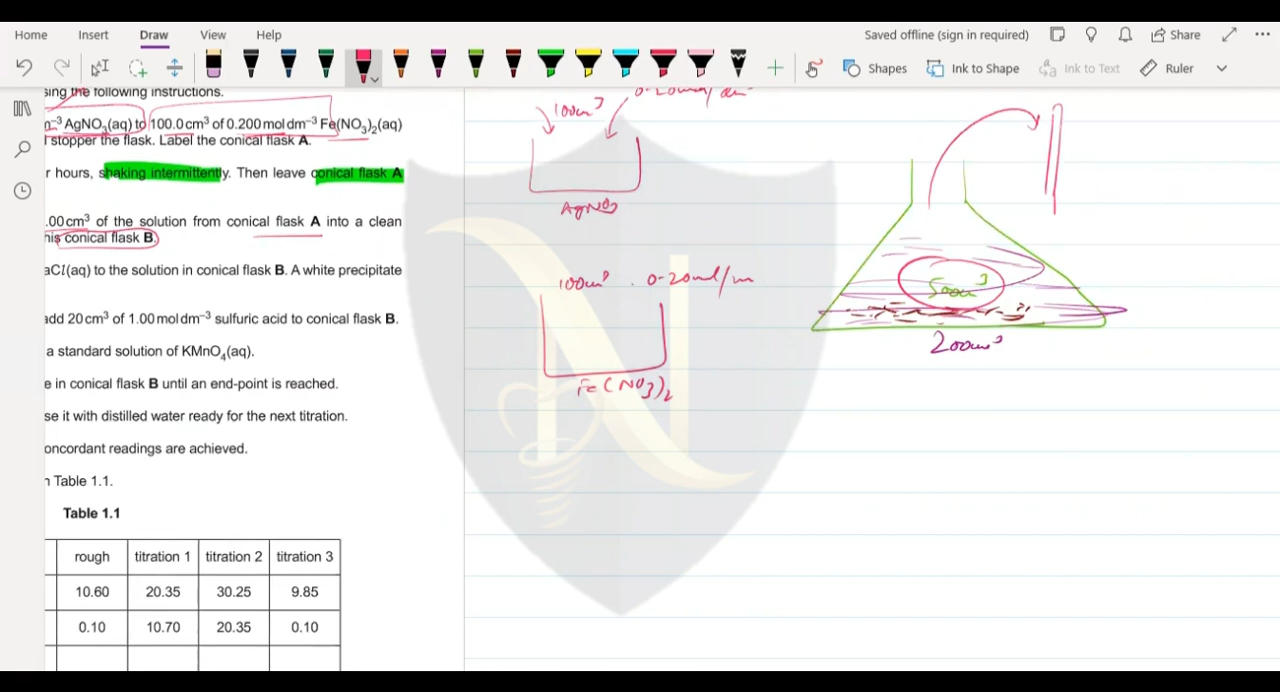 Home Insert Draw View Help
Saved offline (sign in required) Share
Shapes Ink to Shape Ink to Text Ruler
sing the following instructions.
n⁻³ AgNO₃(aq) to 100.0 cm³ of 0.200 mol dm⁻³ Fe(NO₃)₂(aq)
l stopper the flask. Label the conical flask A.
r hours, shaking intermittently. Then leave conical flask A
.00 cm³ of the solution from conical flask A into a clean
his conical flask B.
aCl(aq) to the solution in conical flask B. A white precipitate
add 20 cm³ of 1.00 mol dm⁻³ sulfuric acid to conical flask B.
a standard solution of KMnO₄(aq).
e in conical flask B until an end-point is reached.
se it with distilled water ready for the next titration.
oncordant readings are achieved.
n Table 1.1.
Table 1.1
rough titration 1 titration 2 titration 3
10.60 20.35 30.25 9.85
0.10 10.70 20.35 0.10
100cm³
AgNO₃
100cm³ . 0.20mol/m
Fe(NO₃)₂
500cm³
200cm³
N